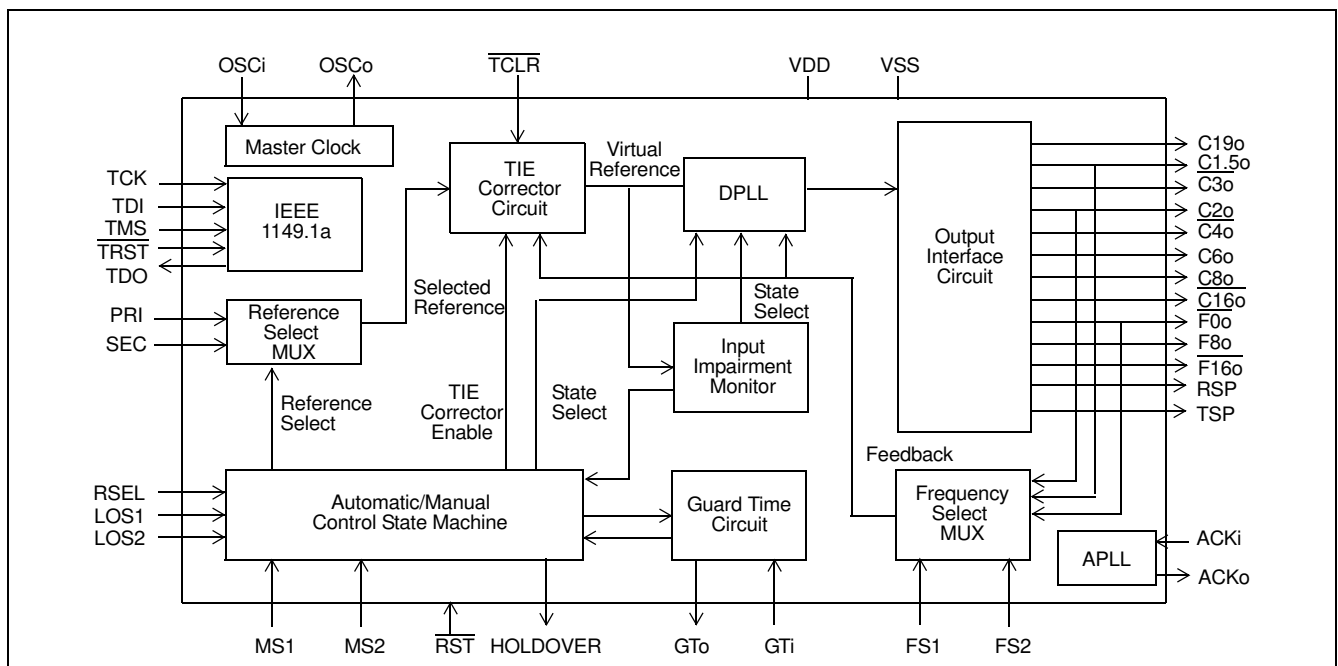 OSCi
OSCo
TCLR
VDD
VSS
Master Clock
TCK
TDI
TMS
TRST
TDO
IEEE
1149.1a
TIE
Corrector
Circuit
Virtual
Reference
DPLL
Output
Interface
Circuit
C19o
C1.5o
C3o
C2o
C4o
C6o
C8o
C16o
F0o
F8o
F16o
RSP
TSP
PRI
SEC
Reference
Select
MUX
Selected
Reference
State
Select
Input
Impairment
Monitor
Reference
Select
TIE
Corrector
Enable
State
Select
Feedback
RSEL
LOS1
LOS2
Automatic/Manual
Control State Machine
Guard Time
Circuit
Frequency
Select
MUX
APLL
ACKi
ACKo
MS1
MS2
RST
HOLDOVER
GTo
GTi
FS1
FS2